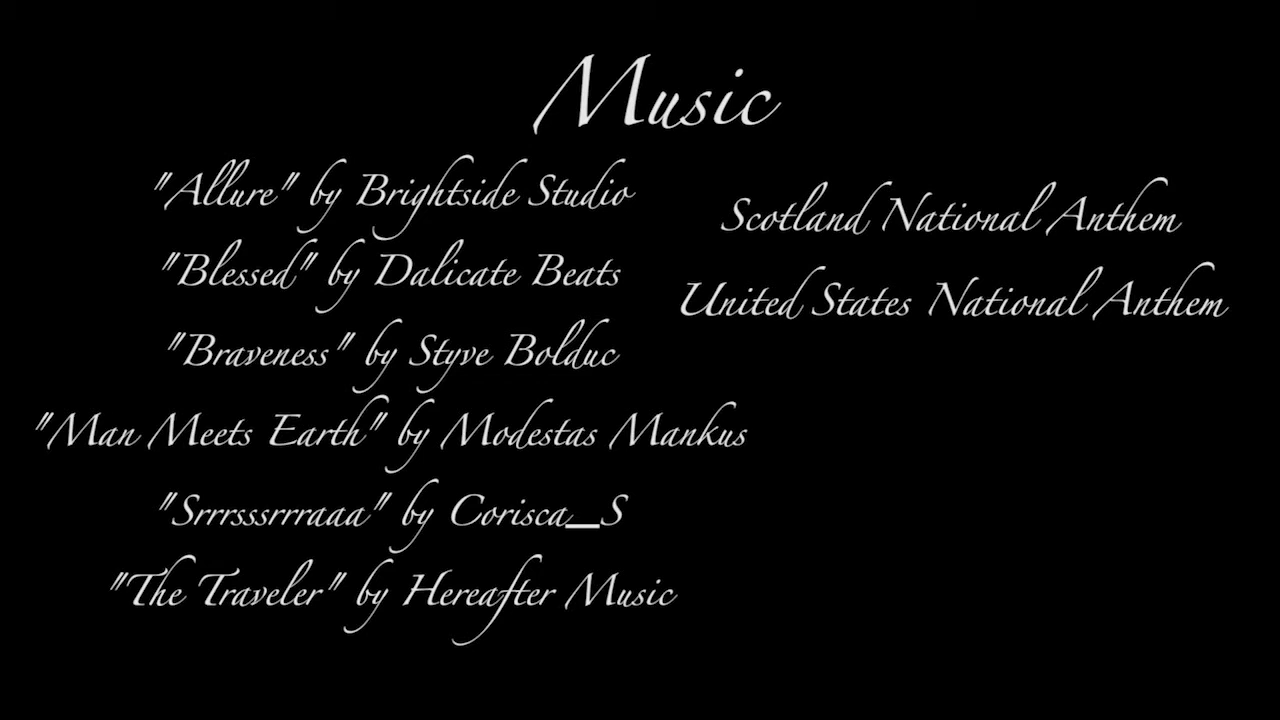 Music
"Allure" by Brightside Studio
"Blessed" by Dalicate Beats
"Braveness" by Styve Bolduc
"Man Meets Earth" by Modestas Mankus
"Srrrsssrrraaa" by Corisca_S
"The Traveler" by Hereafter Music
Scotland National Anthem
United States National Anthem